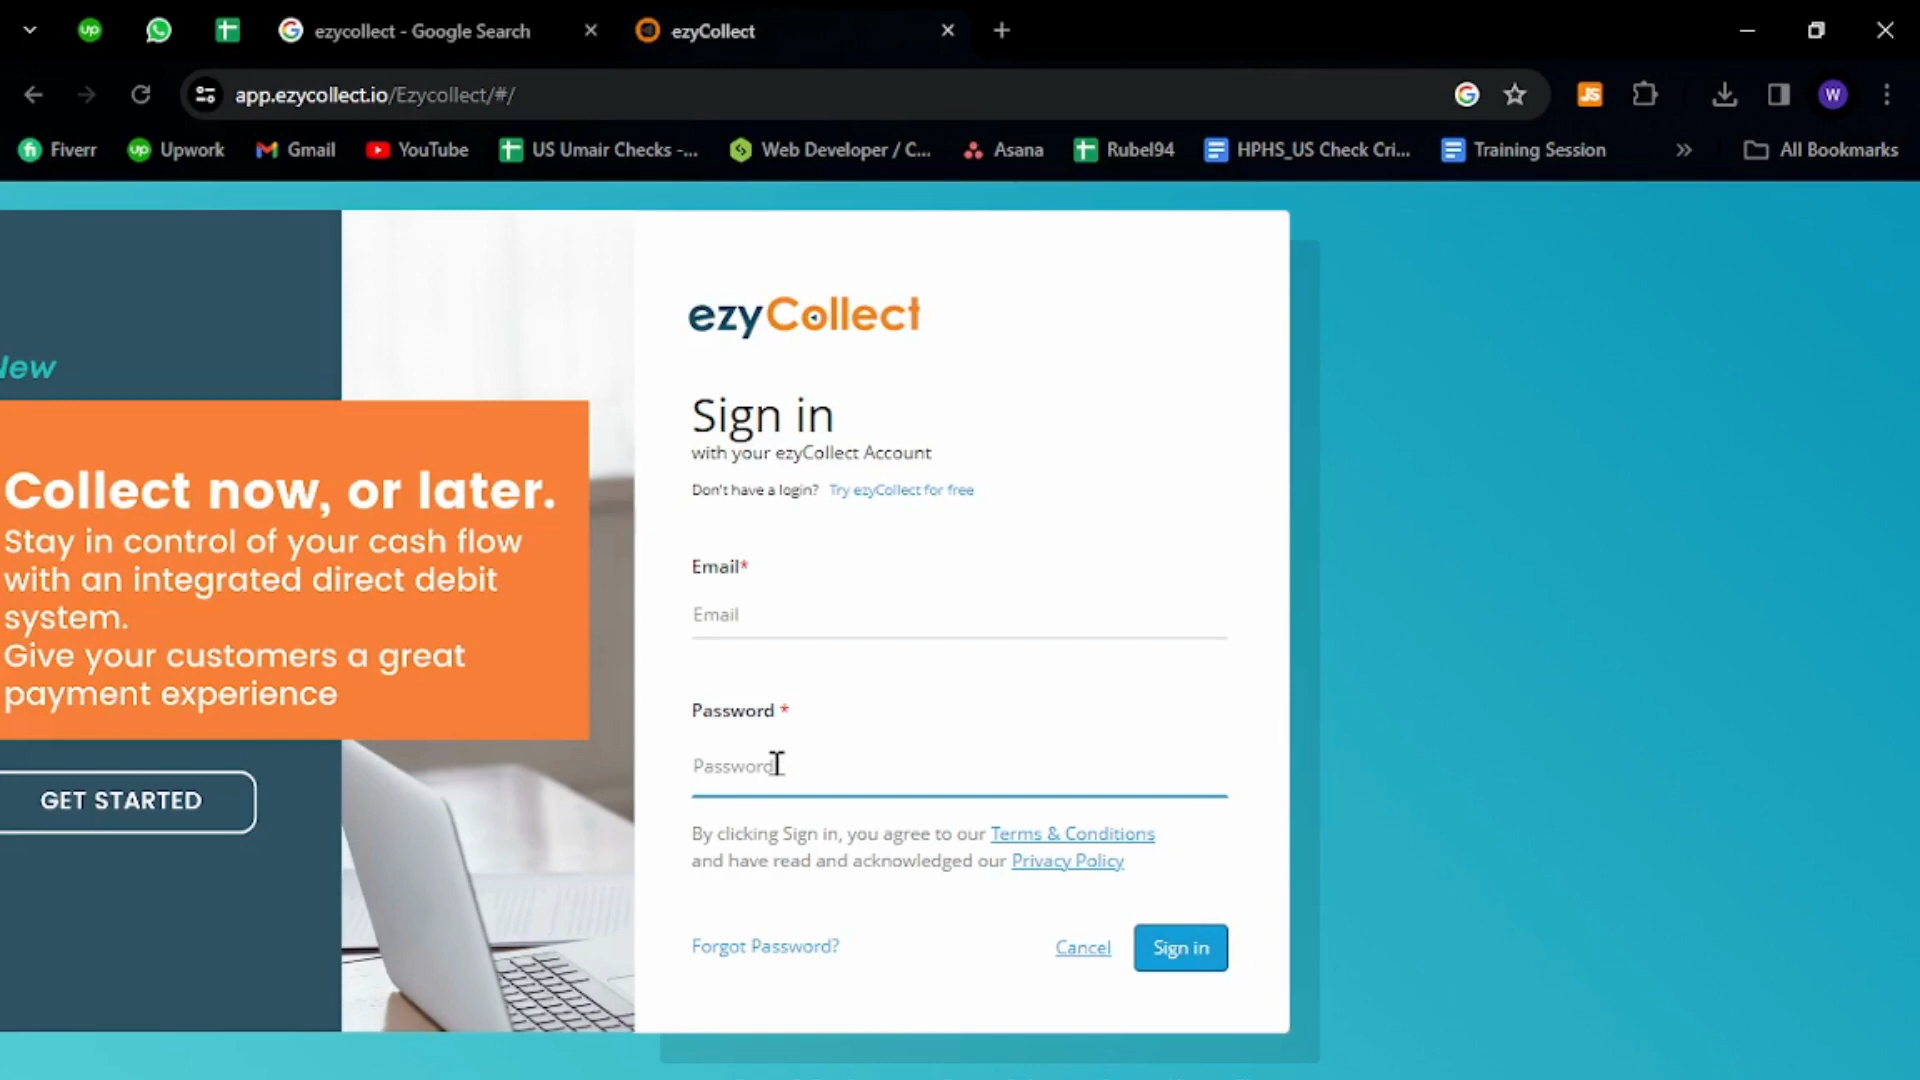 ezycollect - Google Search
ezyCollect
app.ezycollect.io/Ezycollect/#/
JS
W
Fiverr
Upwork
Gmail
YouTube
US Umair Checks -...
Web Developer / C...
Asana
Rubel94
HPHS_US Check Cri...
Training Session
All Bookmarks
New
Collect now, or later.
Stay in control of your cash flow
with an integrated direct debit
system.
Give your customers a great
payment experience
GET STARTED
ezyCollect
Sign in
with your ezyCollect Account
Don't have a login? Try ezyCollect for free
Email*
Email
Password *
Password
By clicking Sign in, you agree to our Terms & Conditions
and have read and acknowledged our Privacy Policy
Forgot Password?
Cancel
Sign in